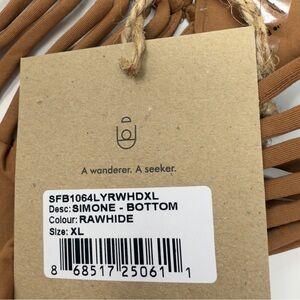 A wanderer. A seeker.
SFB1064LYRWHDXL
Desc: SIMONE - BOTTOM
Colour: RAWHIDE
Size: XL
8 68517 25061 1